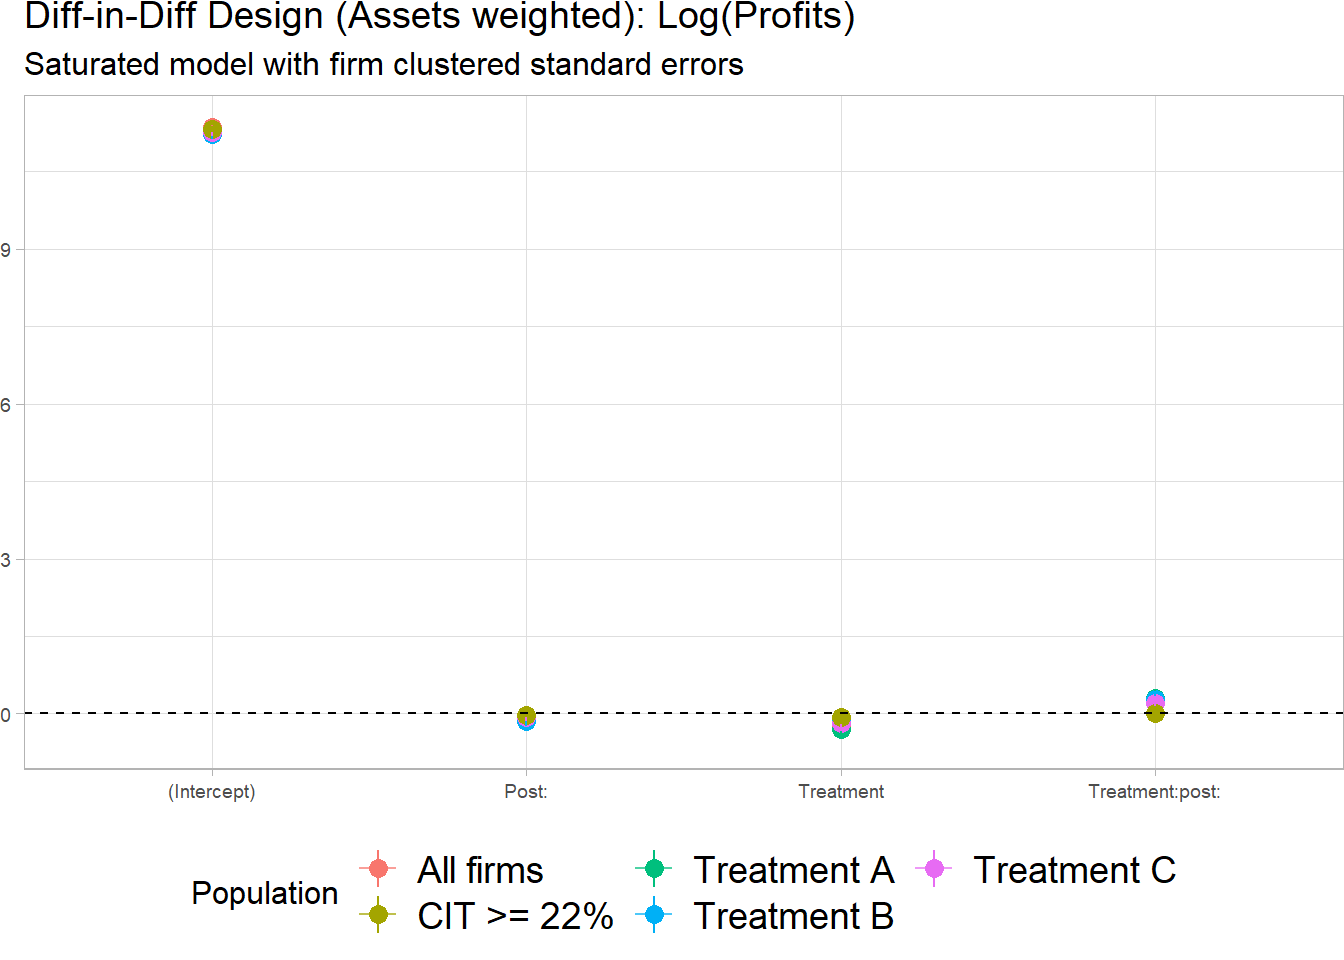 Diff-in-Diff Design (Assets weighted): Log(Profits)
Saturated model with firm clustered standard errors
9
6
3
0
(Intercept) Post: Treatment Treatment:post:
Population
All firms Treatment A Treatment C
CIT >= 22% Treatment B